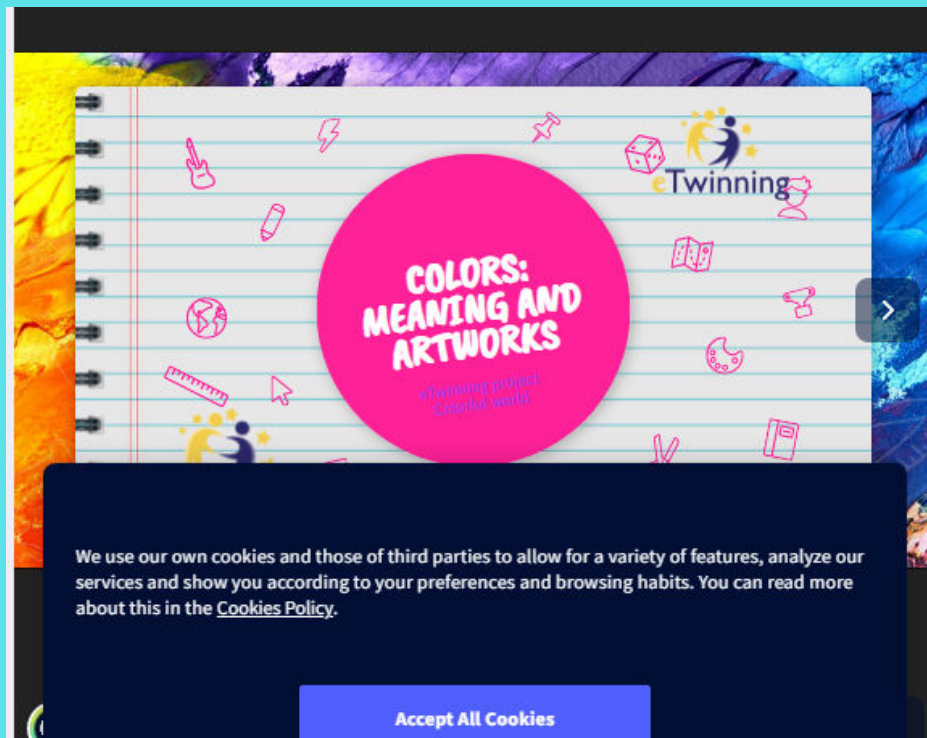 eTwinning
COLORS:
MEANING AND
ARTWORKS
eTwinning project
Colorful world
We use our own cookies and those of third parties to allow for a variety of features, analyze our
services and show you according to your preferences and browsing habits. You can read more
about this in the Cookies Policy.
Accept All Cookies